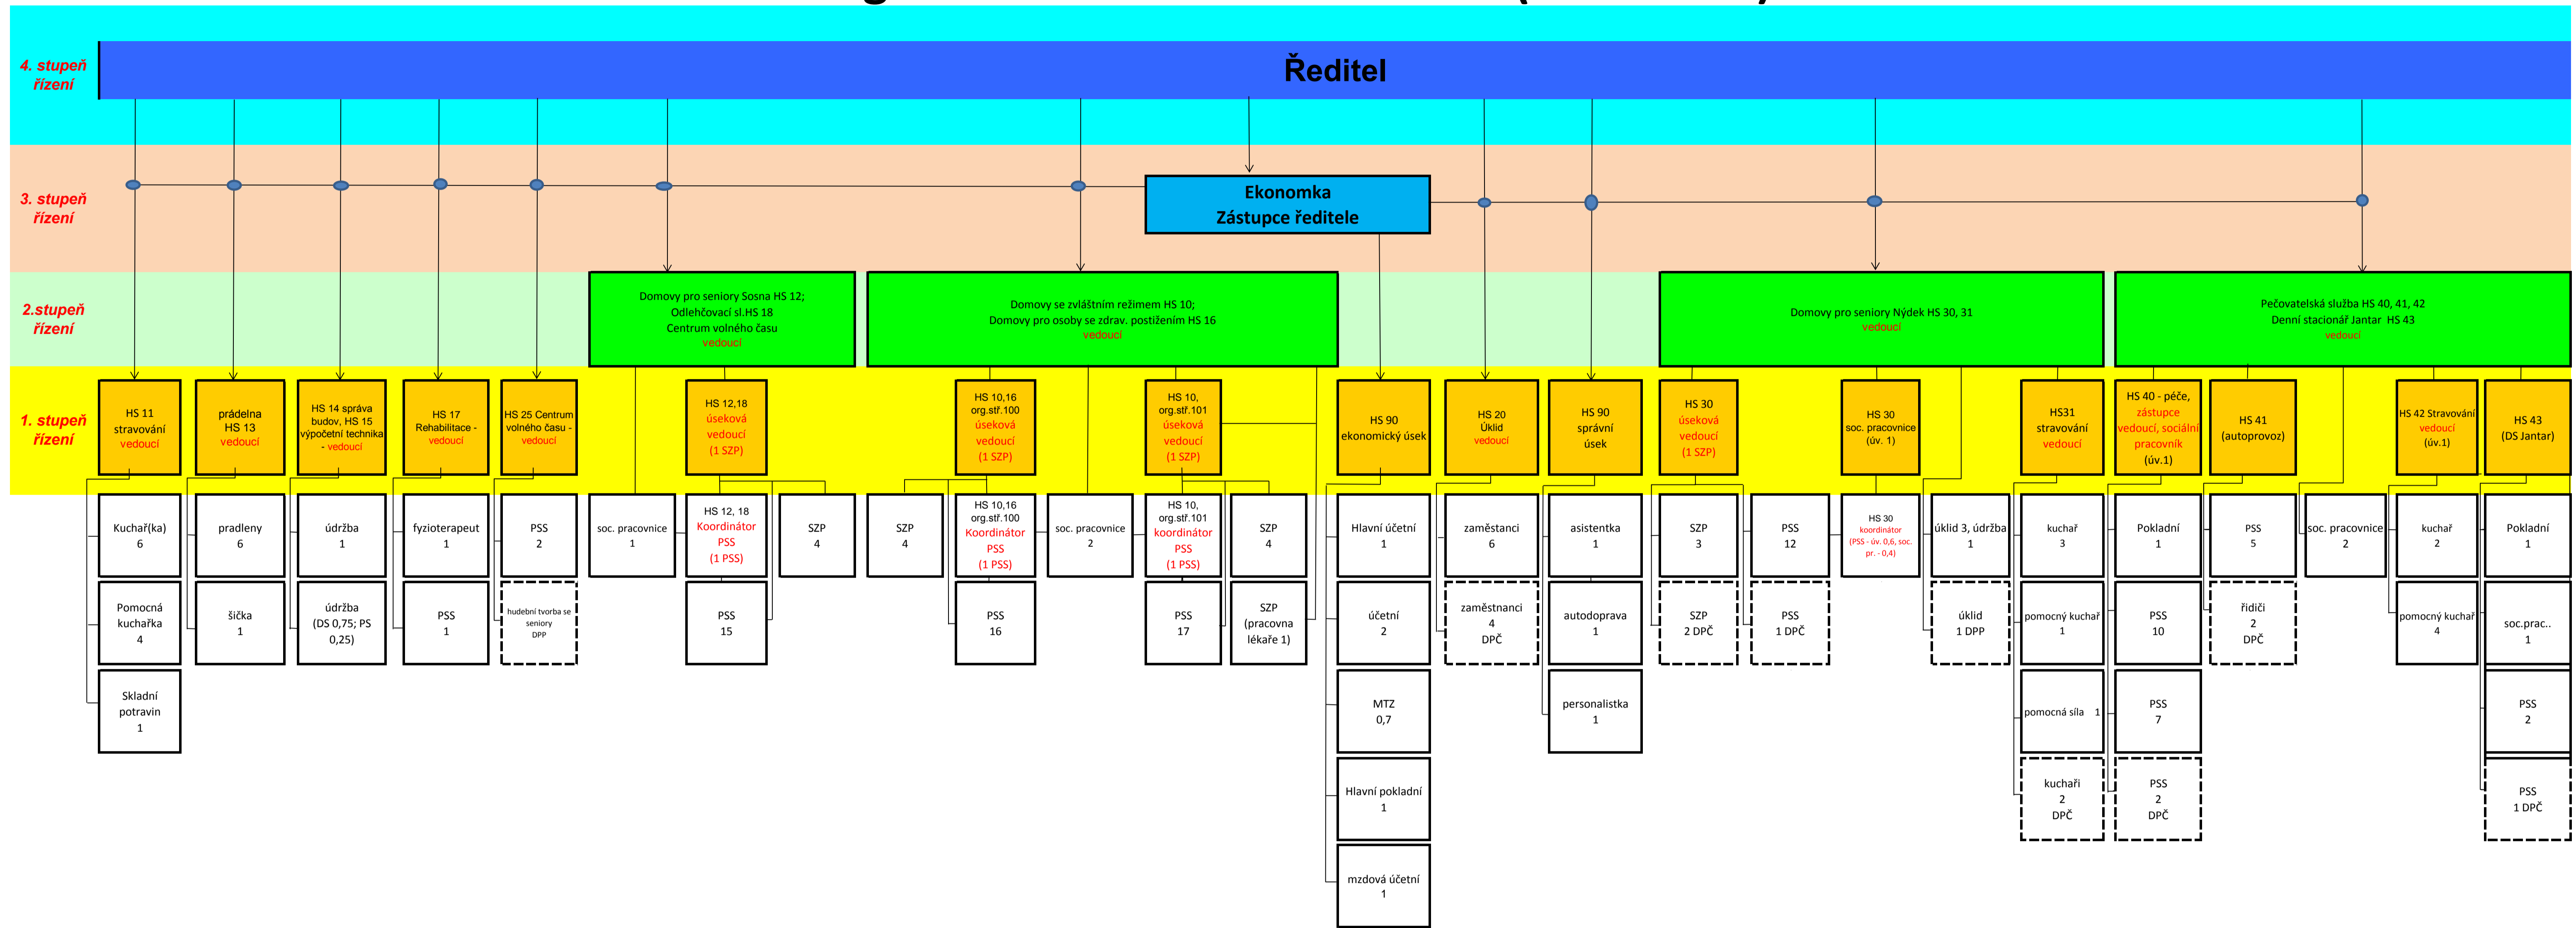 4. stupeň
řízení
Ředitel
3. stupeň
řízení
Ekonomka
Zástupce ředitele
2.stupeň
řízení
Domovy pro seniory Sosna HS 12;
Odlehčovací sl.HS 18
Centrum volného času
vedoucí
Domovy se zvláštním režimem HS 10;
Domovy pro osoby se zdrav. postižením HS 16
vedoucí
Domovy pro seniory Nýdek HS 30, 31
vedoucí
Pečovatelská služba HS 40, 41, 42
Denní stacionář Jantar HS 43
vedoucí
1. stupeň
řízení
HS 11
stravování
vedoucí
prádelna
HS 13
vedoucí
HS 14 správa
budov, HS 15
výpočetní technika
- vedoucí
HS 17
Rehabilitace -
vedoucí
HS 25 Centrum
volného času -
vedoucí
HS 12,18
úseková
vedoucí
(1 SZP)
HS 10,16
org.stř.100
úseková
vedoucí
(1 SZP)
HS 10,
org.stř.101
úseková
vedoucí
(1 SZP)
HS 90
ekonomický úsek
HS 20
Úklid
vedoucí
HS 90
správní
úsek
HS 30
úseková
vedoucí
(1 SZP)
HS 30
soc. pracovnice
(úv. 1)
HS31
stravování
vedoucí
HS 40 - péče,
zástupce
vedoucí, sociální
pracovník
(úv.1)
HS 41
(autoprovoz)
HS 42 Stravování
vedoucí
(úv.1)
HS 43
(DS Jantar)
Kuchař(ka)
6
pradleny
6
údržba
1
fyzioterapeut
1
PSS
2
soc. pracovnice
1
HS 12, 18
Koordinátor
PSS
(1 PSS)
SZP
4
SZP
4
HS 10,16
org.stř.100
Koordinátor
PSS
(1 PSS)
soc. pracovnice
2
HS 10,
org.stř.101
koordinátor
PSS
(1 PSS)
SZP
4
Hlavní účetní
1
zaměstanci
6
asistentka
1
SZP
3
PSS
12
HS 30
koordinátor
(PSS - úv. 0,6, soc.
pr. - 0,4)
úklid 3, údržba
1
kuchař
3
Pokladní
1
PSS
5
soc. pracovnice
2
kuchař
2
Pokladní
1
Pomocná
kuchařka
4
šička
1
údržba
(DS 0,75; PS
0,25)
PSS
1
hudební tvorba se
seniory
DPP
PSS
15
PSS
16
PSS
17
SZP
(pracovna
lékaře 1)
účetní
2
zaměstnanci
4
DPČ
autodoprava
1
SZP
2 DPČ
PSS
1 DPČ
úklid
1 DPP
pomocný kuchař
1
PSS
10
řidiči
2
DPČ
pomocný kuchař
4
soc.prac..
1
Skladní
potravin
1
MTZ
0,7
personalistka
1
pomocná síla 1
PSS
7
PSS
2
Hlavní pokladní
1
kuchaři
2
DPČ
PSS
2
DPČ
PSS
1 DPČ
mzdová účetní
1